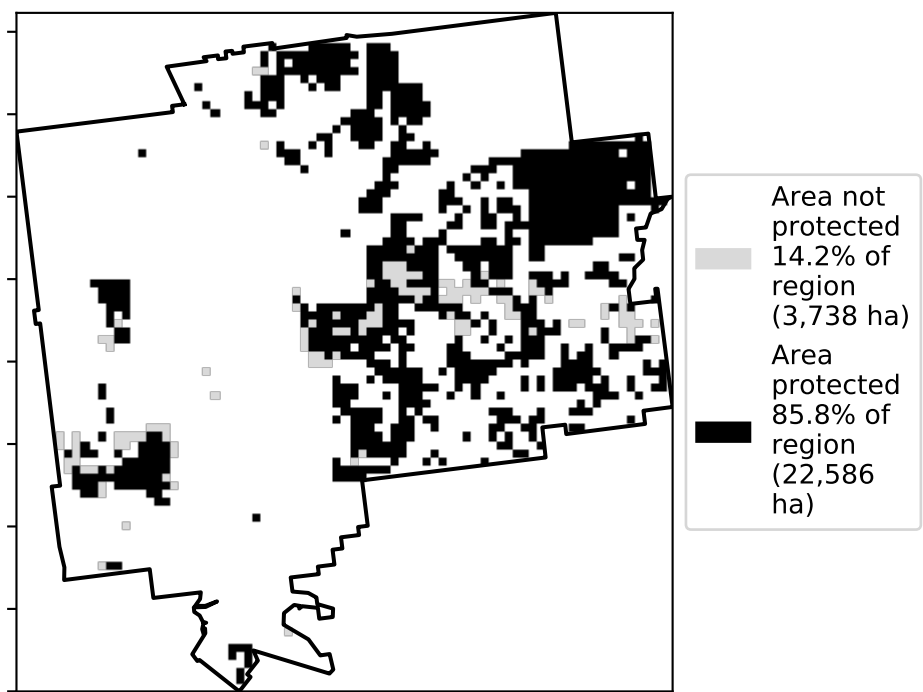 Area not
protected
14.2% of
region
(3,738 ha)
Area
protected
85.8% of
region
(22,586
ha)